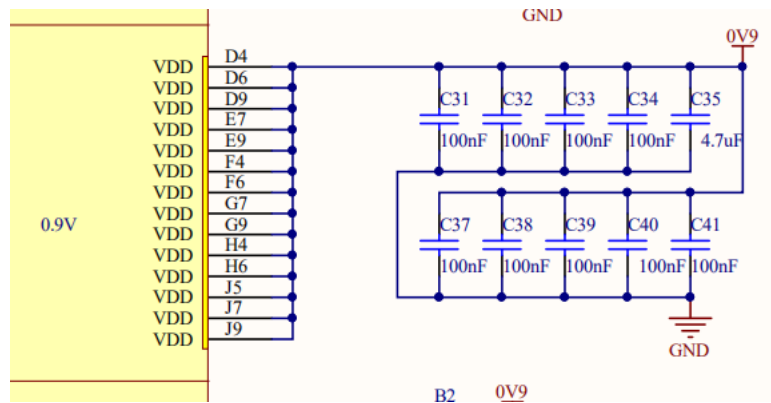 GND
0V9
VDD D4
VDD D6
VDD D9
VDD E7
VDD E9
VDD F4
VDD F6
VDD G7
VDD G9
VDD H4
VDD H6
VDD J5
VDD J7
VDD J9
0.9V
C31 C32 C33 C34 C35
100nF 100nF 100nF 100nF 4.7uF
C37 C38 C39 C40 C41
100nF 100nF 100nF 100nF 100nF
GND
B2 0V9